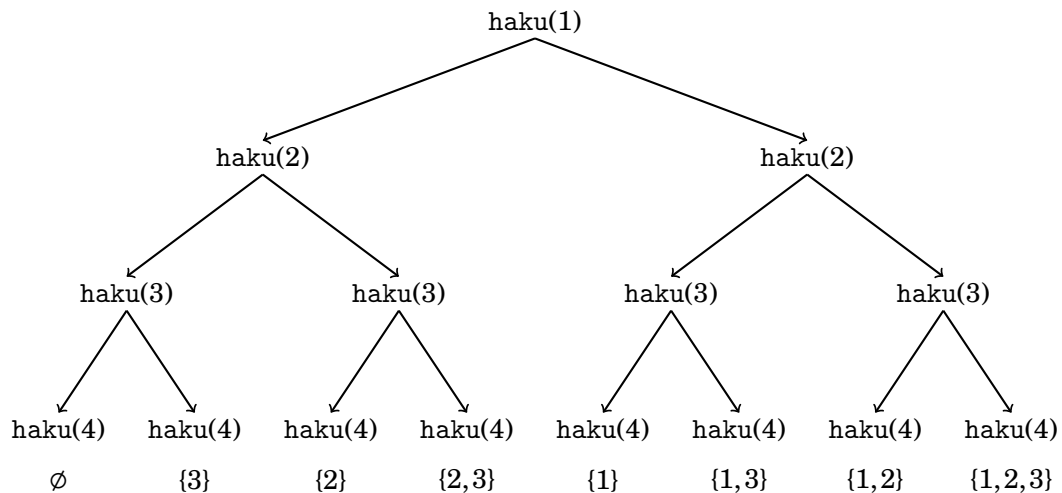 haku(1)
haku(2) haku(2)
haku(3) haku(3) haku(3) haku(3)
haku(4) haku(4) haku(4) haku(4) haku(4) haku(4) haku(4) haku(4)
∅ {3} {2} {2,3} {1} {1,3} {1,2} {1,2,3}